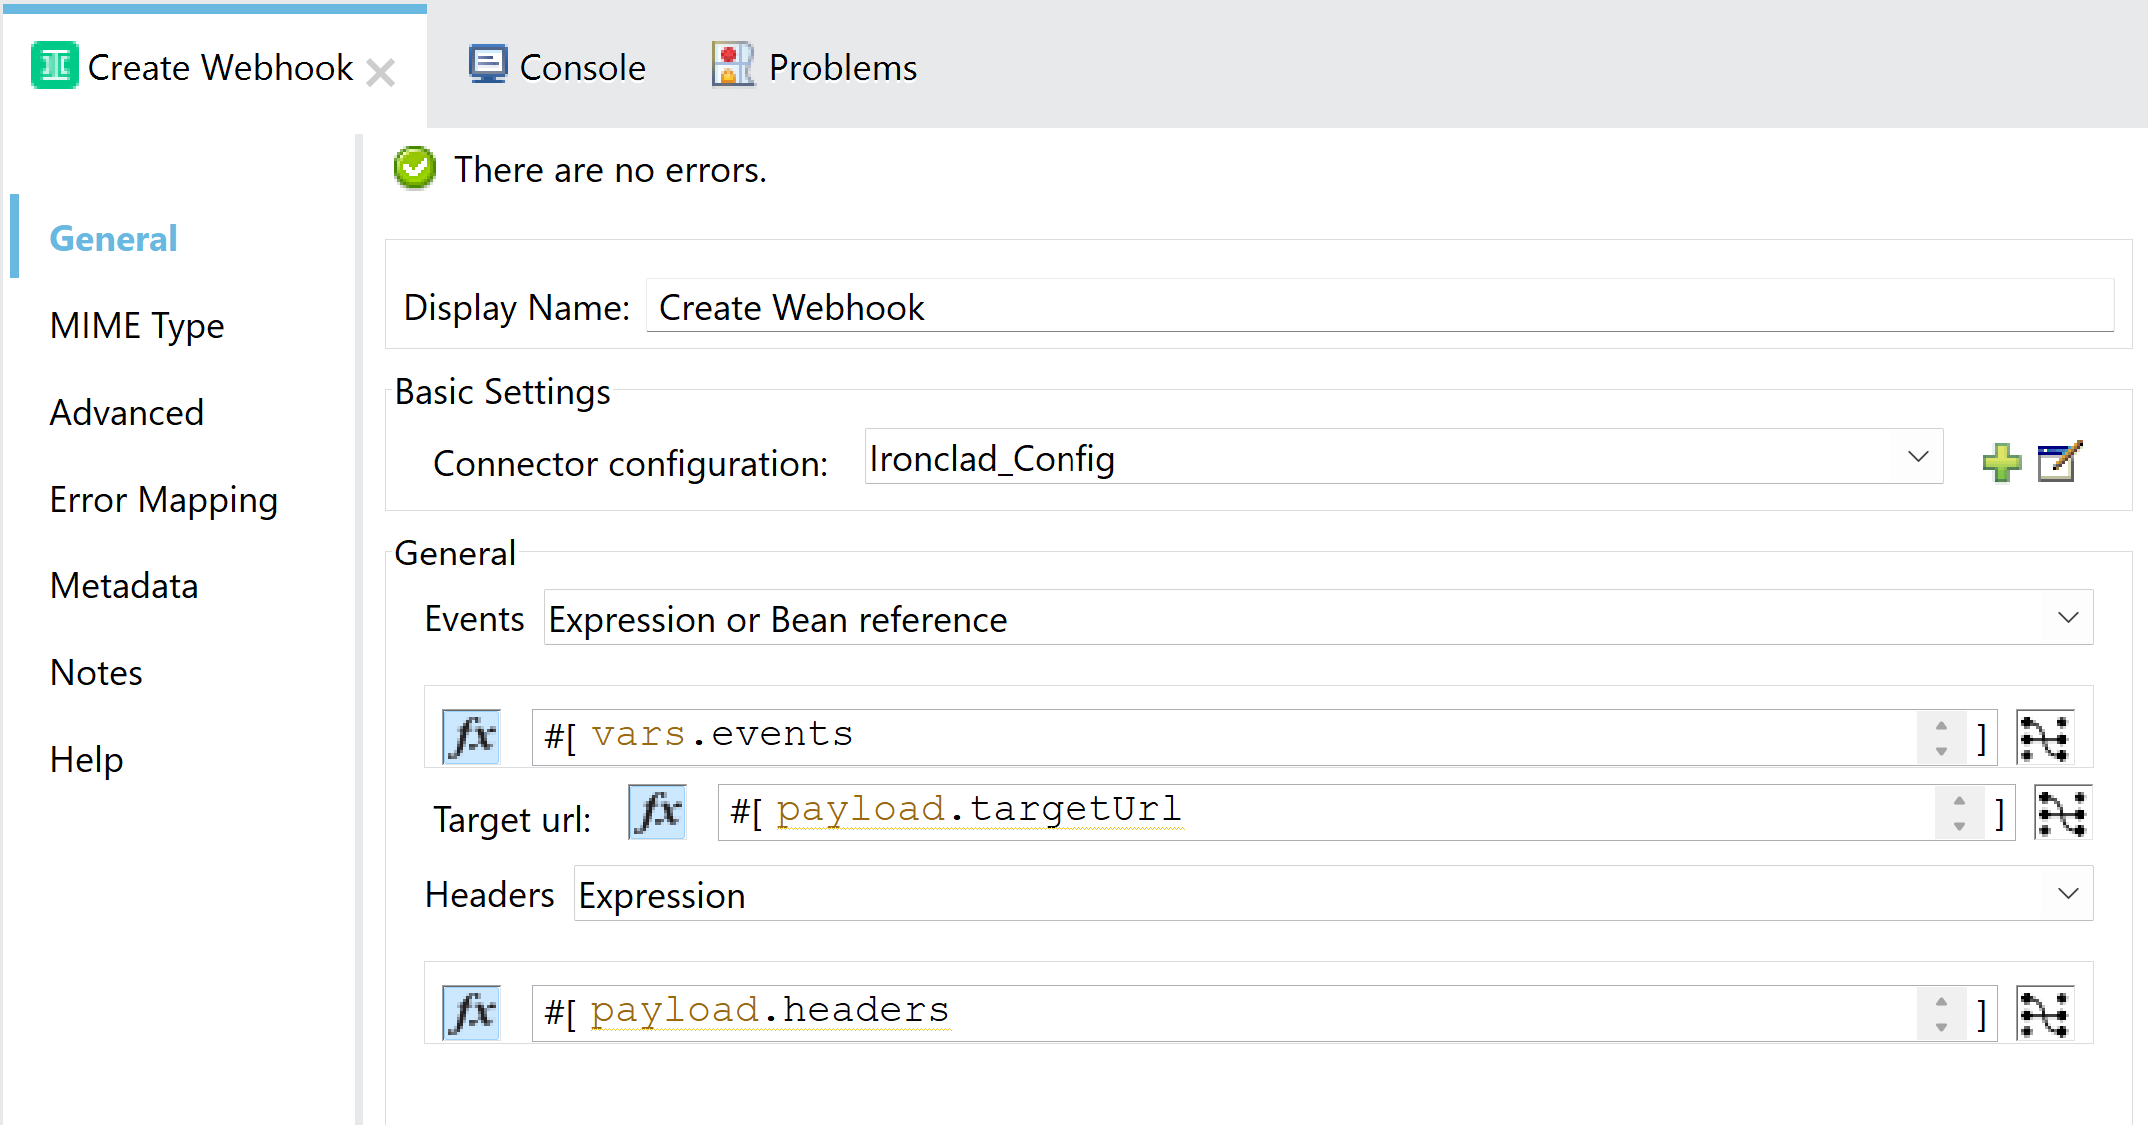 Create Webhook
Console
Problems
There are no errors.
General
MIME Type
Advanced
Error Mapping
Metadata
Notes
Help
Display Name: Create Webhook
Basic Settings
Connector configuration: Ironclad_Config
General
Events Expression or Bean reference
fx #[ vars.events ]
Target url: fx #[ payload.targetUrl ]
Headers Expression
fx #[ payload.headers ]